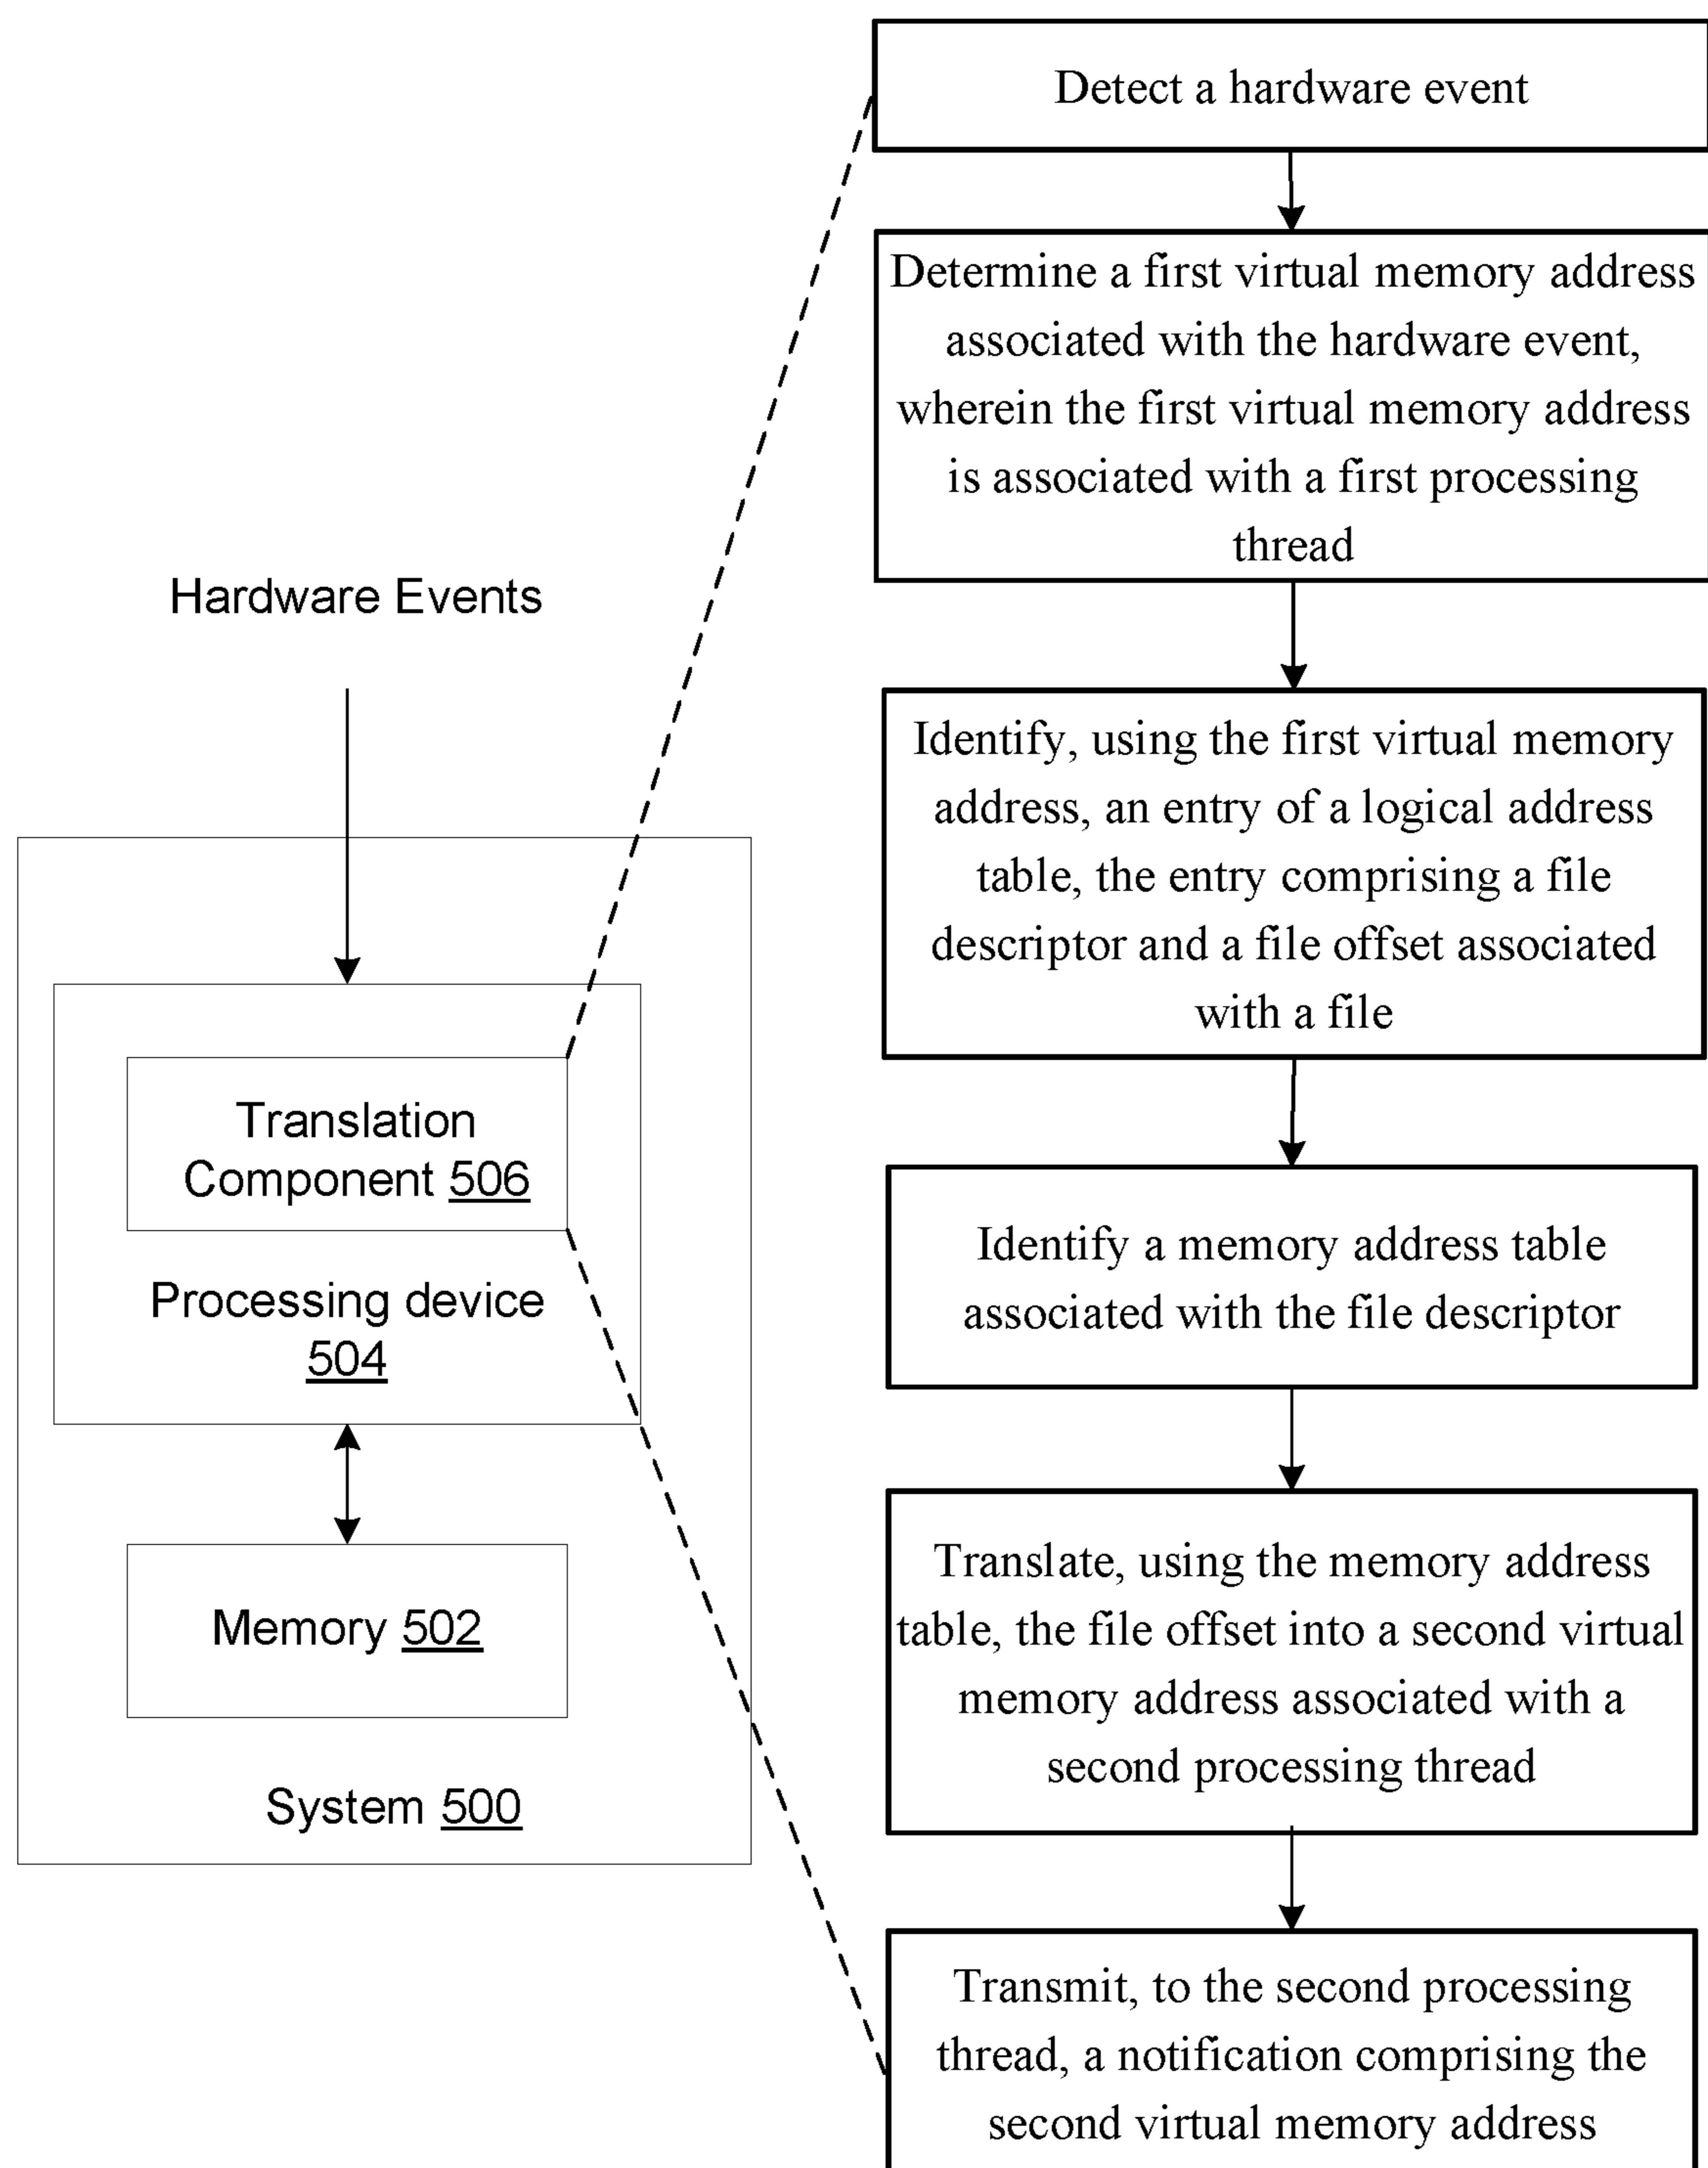 Detect a hardware event
Determine a first virtual memory address
associated with the hardware event,
wherein the first virtual memory address
is associated with a first processing
thread
Hardware Events
Identify, using the first virtual memory
address, an entry of a logical address
table, the entry comprising a file
descriptor and a file offset associated
with a file
Translation
Component 506
Processing device
504
Memory 502
System 500
Identify a memory address table
associated with the file descriptor
Translate, using the memory address
table, the file offset into a second virtual
memory address associated with a
second processing thread
Transmit, to the second processing
thread, a notification comprising the
second virtual memory address